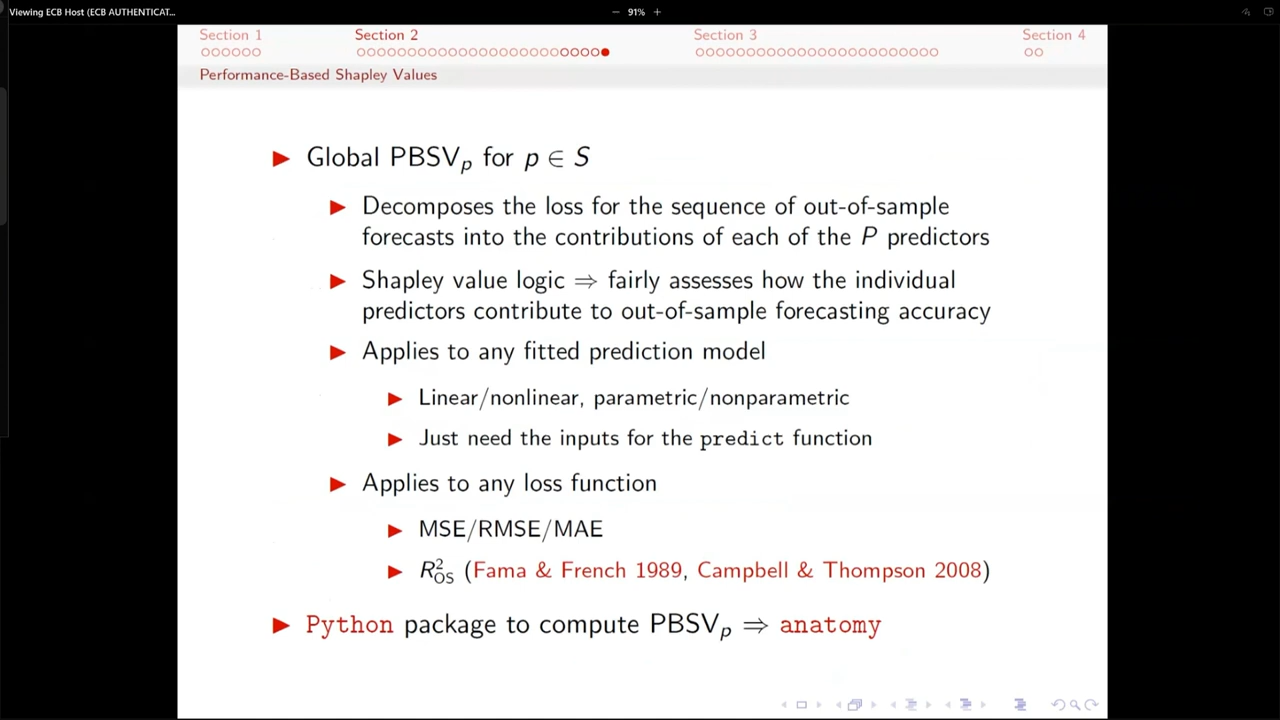 Viewing ECB Host (ECB AUTHENTICAT...
− 91% +
Section 1 Section 2 Section 3 Section 4
Performance-Based Shapley Values
Global PBSVₚ for p ∈ S
Decomposes the loss for the sequence of out-of-sample
forecasts into the contributions of each of the P predictors
Shapley value logic ⇒ fairly assesses how the individual
predictors contribute to out-of-sample forecasting accuracy
Applies to any fitted prediction model
Linear/nonlinear, parametric/nonparametric
Just need the inputs for the predict function
Applies to any loss function
MSE/RMSE/MAE
R²OS (Fama & French 1989, Campbell & Thompson 2008)
Python package to compute PBSVₚ ⇒ anatomy